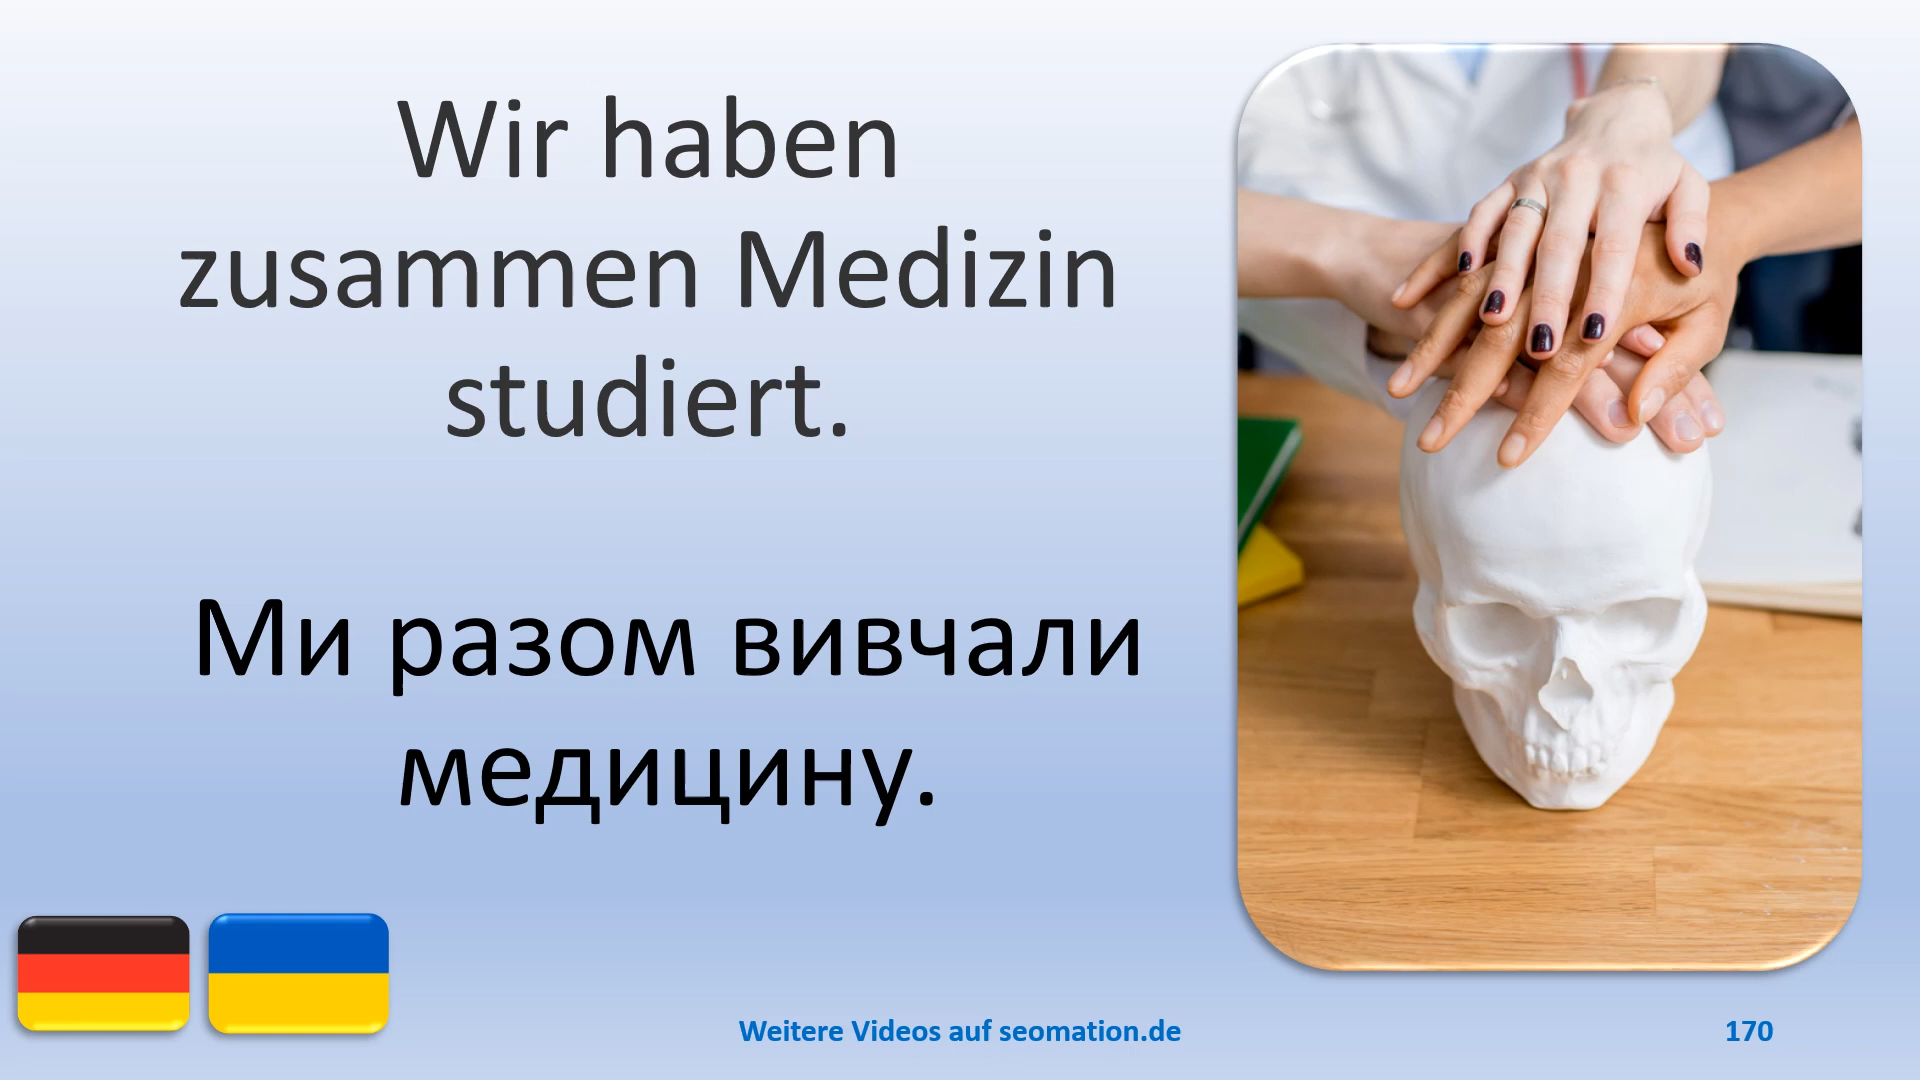 Wir haben
zusammen Medizin
studiert.
Ми разом вивчали
медицину.
Weitere Videos auf seomation.de
170